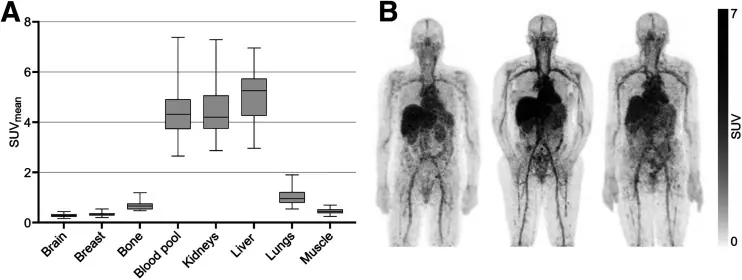 A
B
SUVmean
8
6
4
2
0
Brain
Breast
Bone
Blood pool
Kidneys
Liver
Lungs
Muscle
7
SUV
0